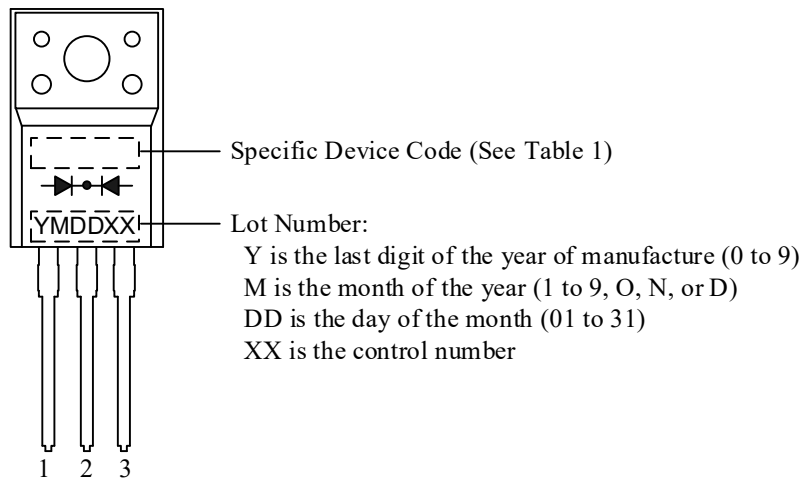 Specific Device Code (See Table 1)
YMDDXX
Lot Number:
Y is the last digit of the year of manufacture (0 to 9)
M is the month of the year (1 to 9, O, N, or D)
DD is the day of the month (01 to 31)
XX is the control number
1 2 3